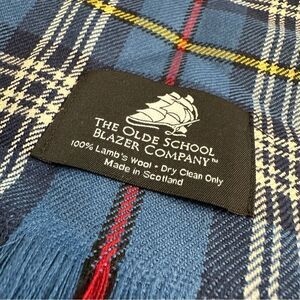 THE OLDE SCHOOL
BLAZER COMPANY™
100% Lamb's Wool • Dry Clean Only
Made in Scotland